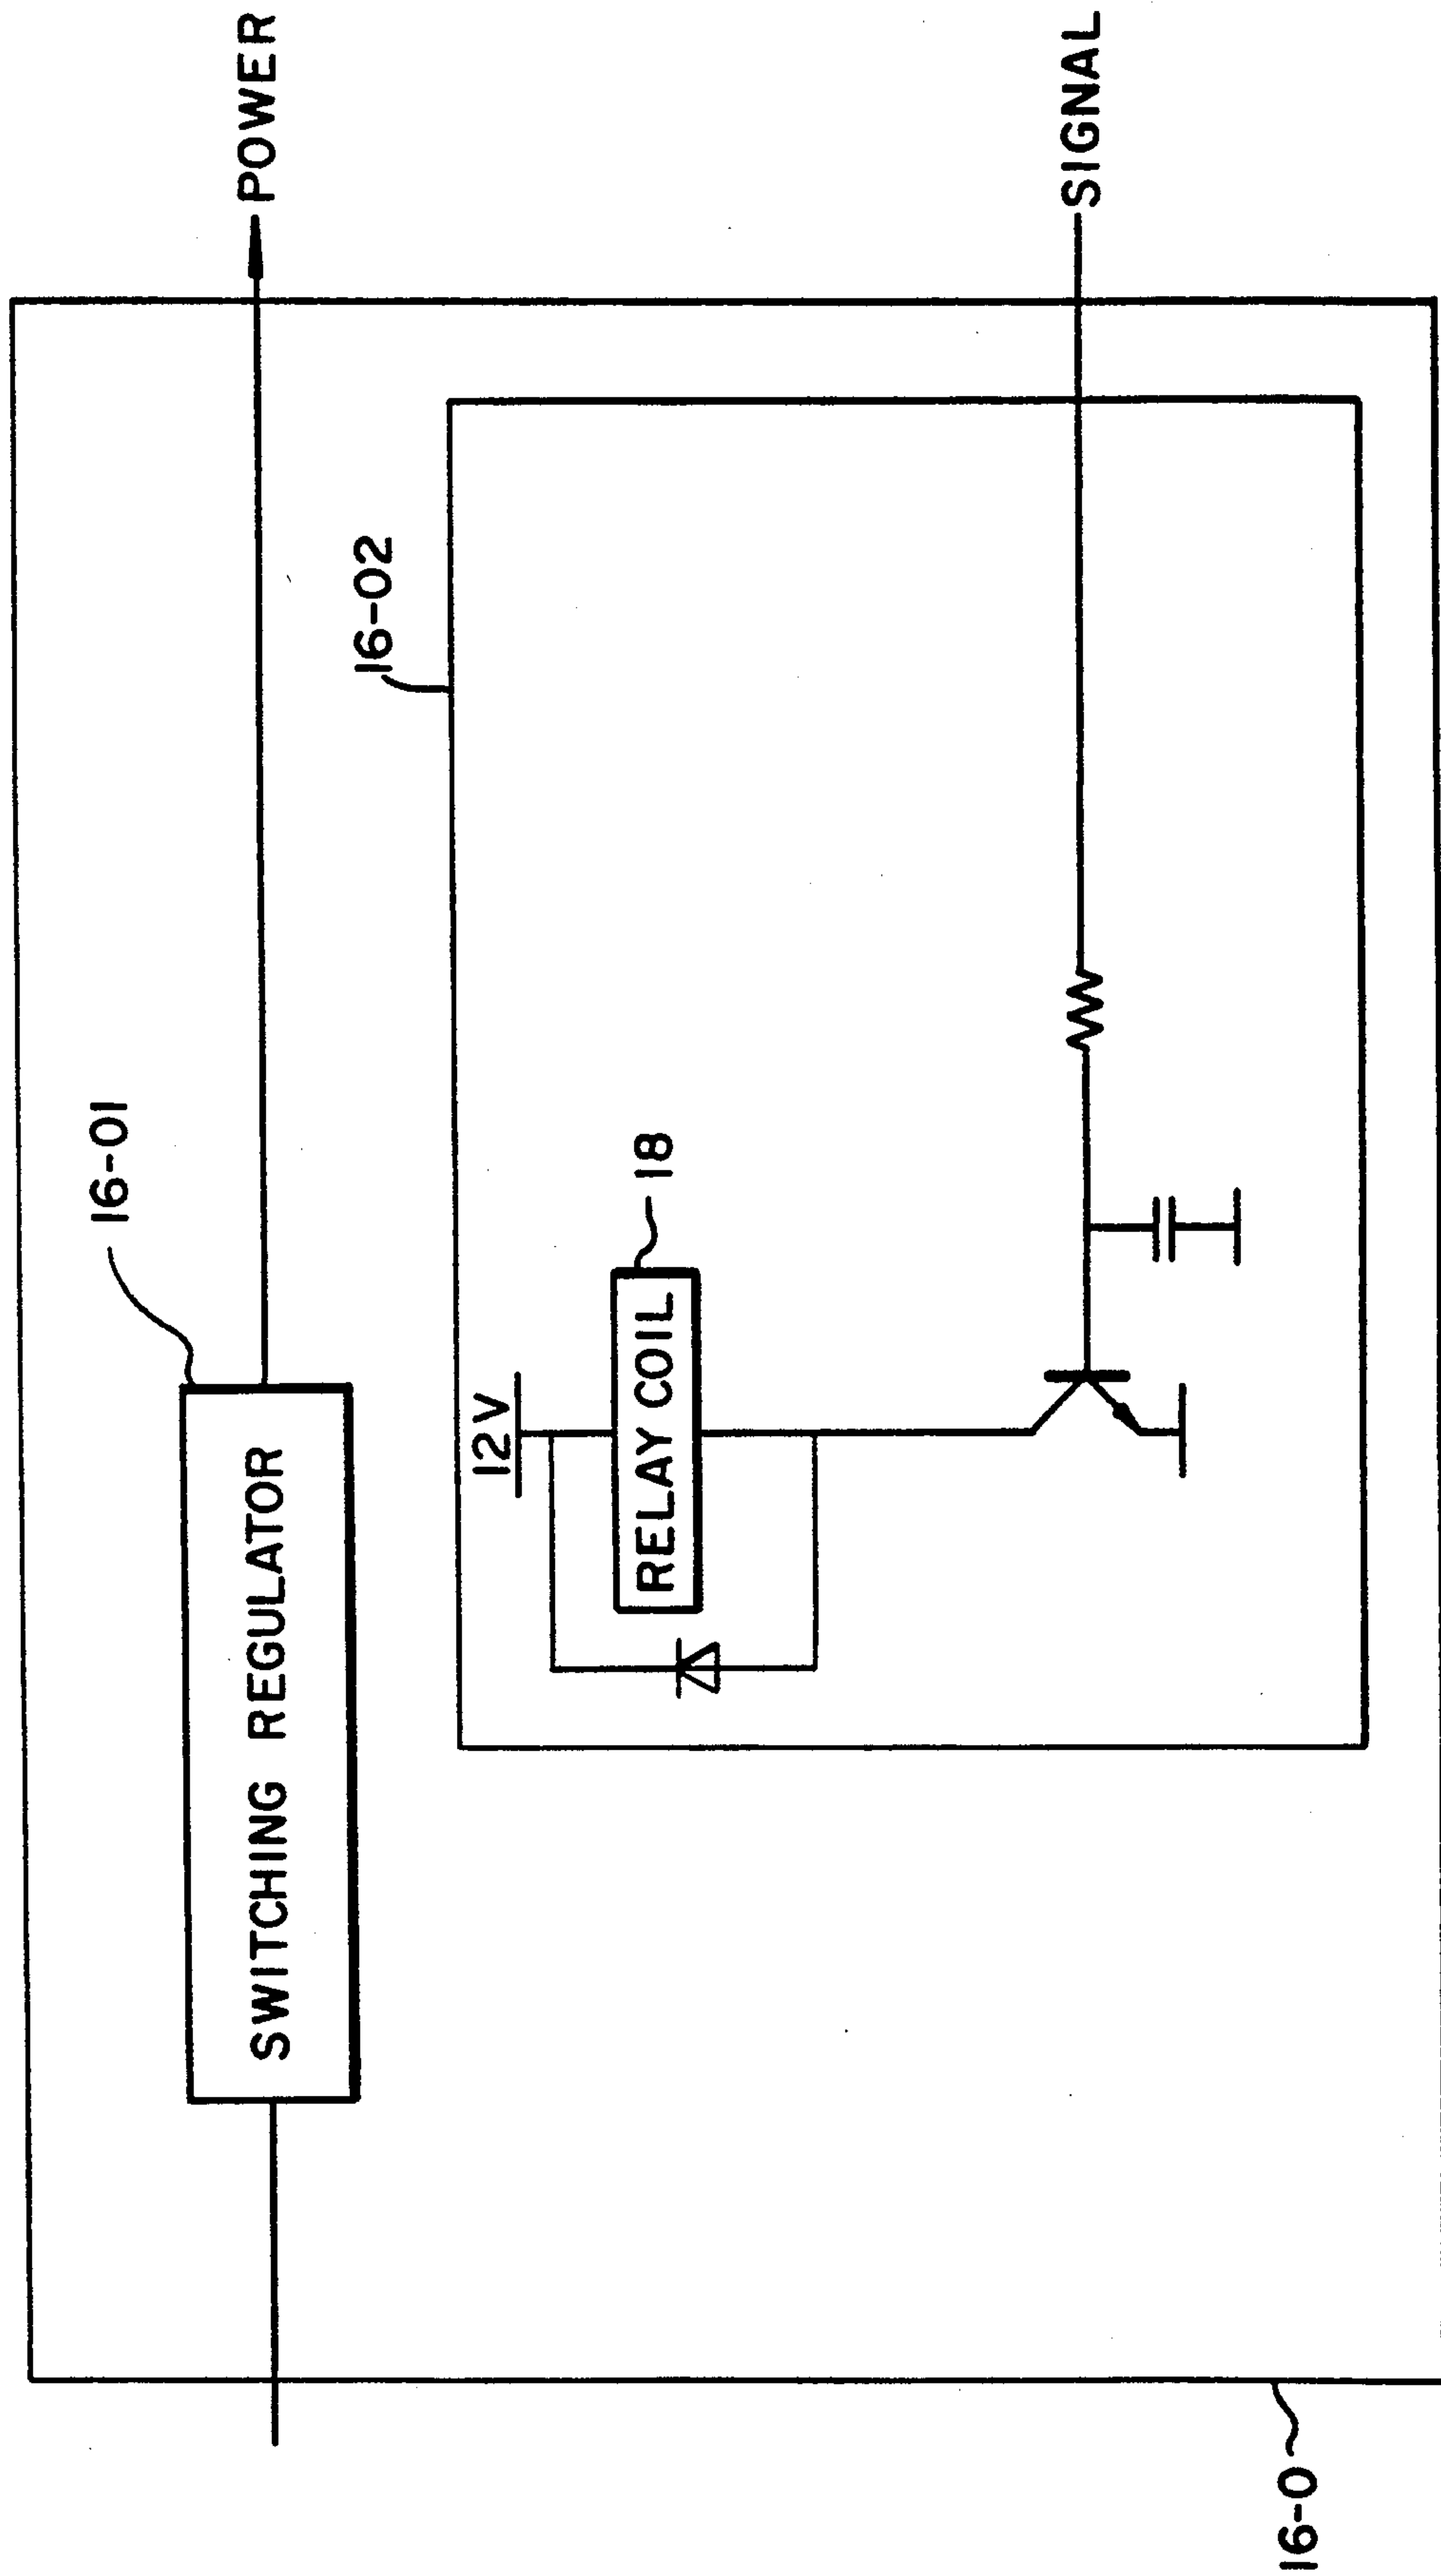 16-01
SWITCHING REGULATOR
POWER
16-02
12V
RELAY COIL
18
SIGNAL
16-0